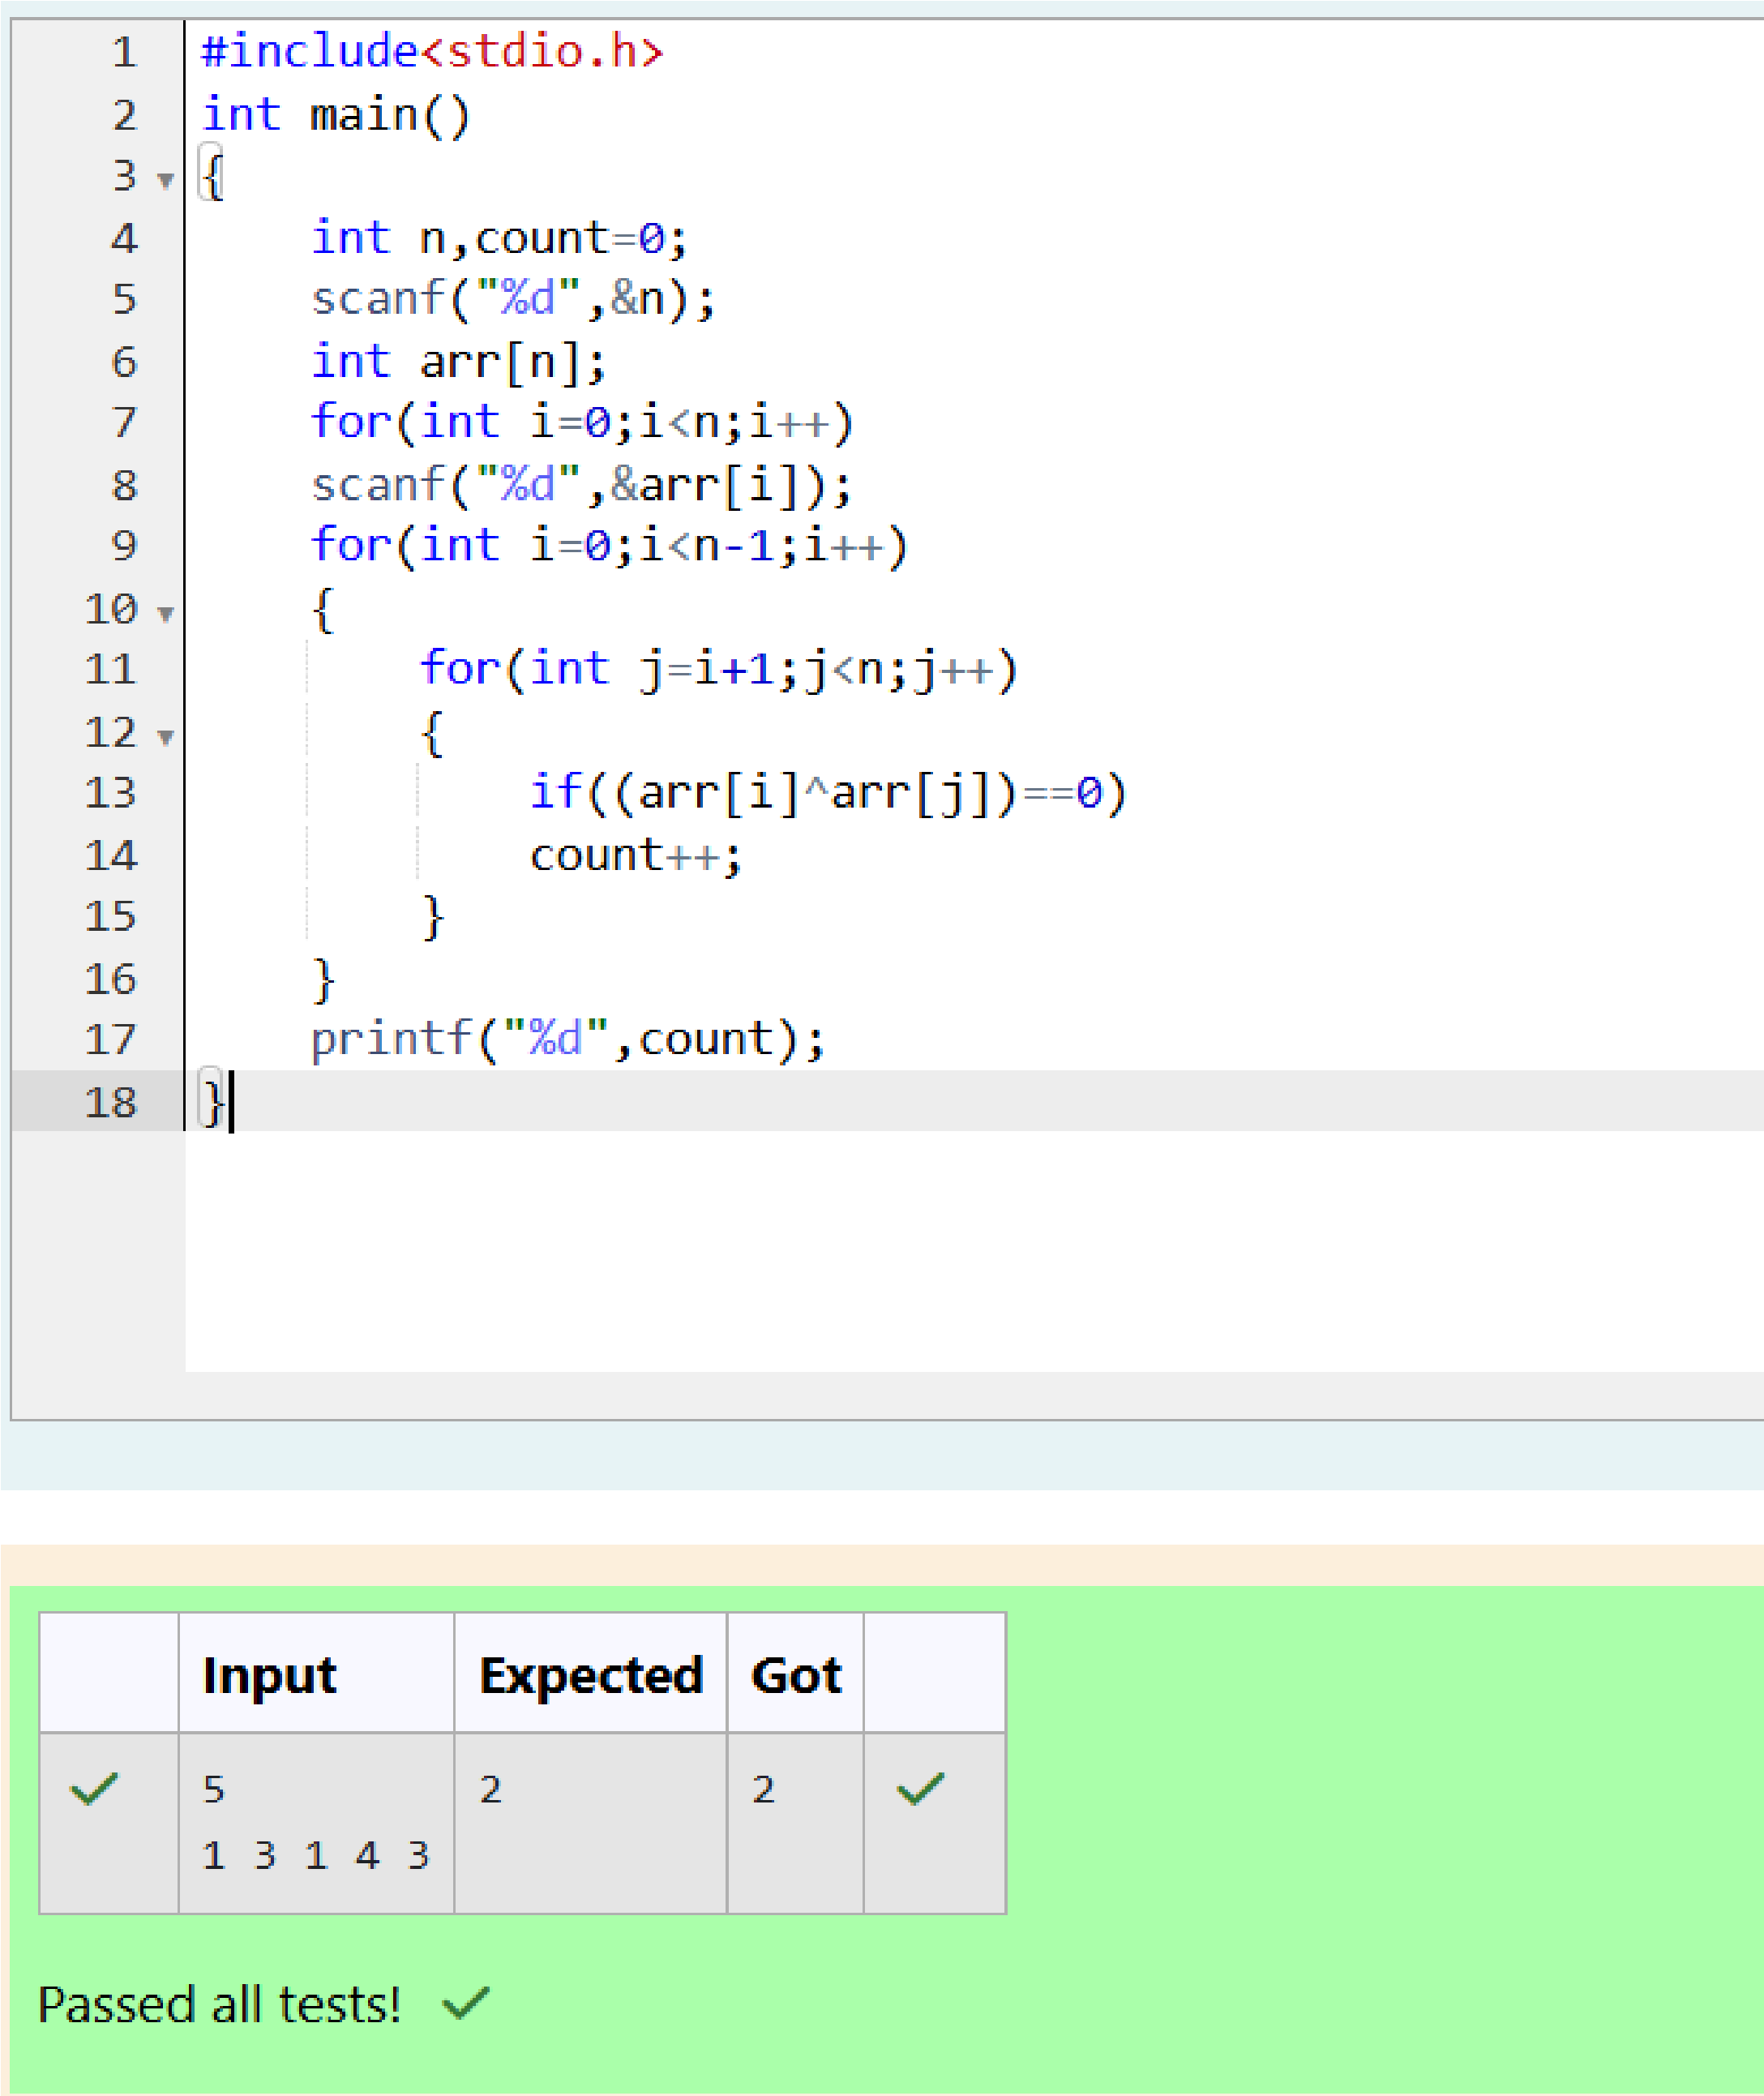 1 #include<stdio.h>
2 int main()
3 {
4     int n,count=0;
5     scanf("%d",&n);
6     int arr[n];
7     for(int i=0;i<n;i++)
8     scanf("%d",&arr[i]);
9     for(int i=0;i<n-1;i++)
10     {
11         for(int j=i+1;j<n;j++)
12         {
13             if((arr[i]^arr[j])==0)
14             count++;
15         }
16     }
17     printf("%d",count);
18 }
Input Expected Got
5 2 2
1 3 1 4 3
Passed all tests!